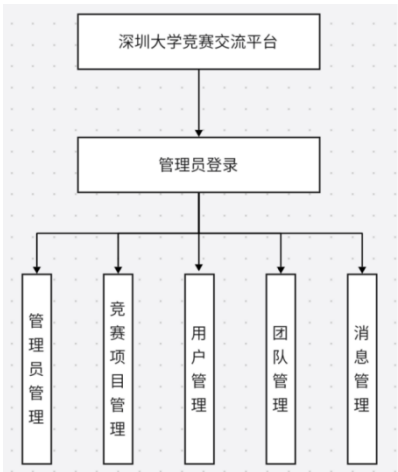 深圳大学竞赛交流平台
管理员登录
管理员管理
竞赛项目管理
用户管理
团队管理
消息管理